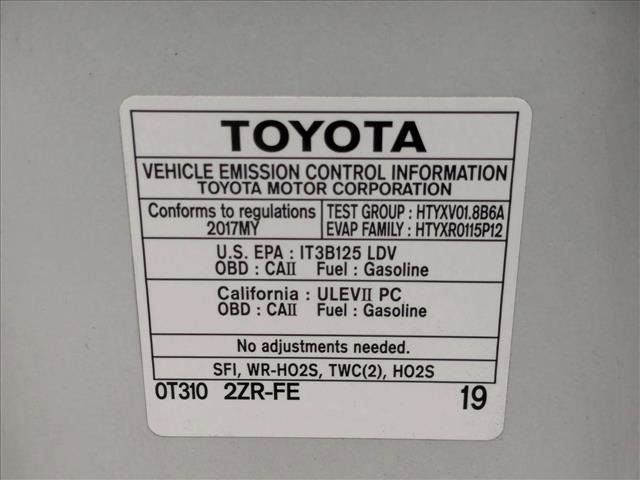 TOYOTA
VEHICLE EMISSION CONTROL INFORMATION
TOYOTA MOTOR CORPORATION
Conforms to regulations
2017MY
TEST GROUP : HTYXV01.8B6A
EVAP FAMILY : HTYXR0115P12
U.S. EPA : IT3B125 LDV
OBD : CAII Fuel : Gasoline
California : ULEVII PC
OBD : CAII Fuel : Gasoline
No adjustments needed.
SFI, WR-HO2S, TWC(2), HO2S
0T310 2ZR-FE 19